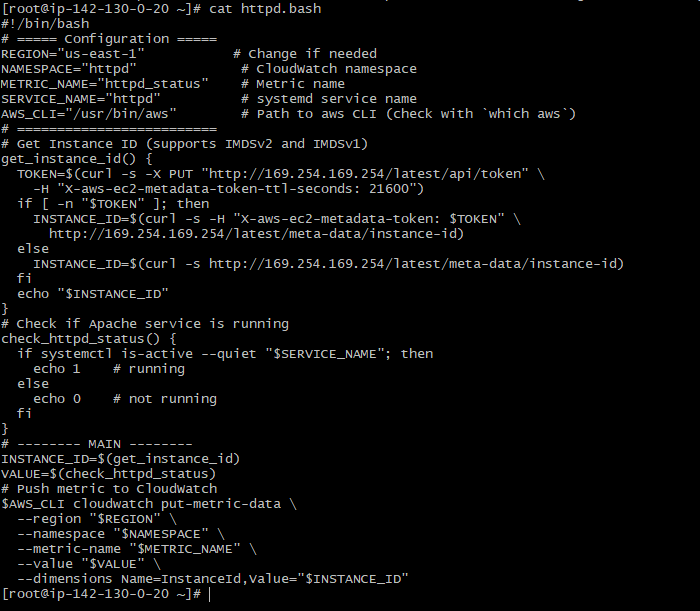 [root@ip-142-130-0-20 ~]# cat httpd.bash
#!/bin/bash
# ===== Configuration =====
REGION="us-east-1"           # Change if needed
NAMESPACE="httpd"             # CloudWatch namespace
METRIC_NAME="httpd_status"    # Metric name
SERVICE_NAME="httpd"          # systemd service name
AWS_CLI="/usr/bin/aws"        # Path to aws CLI (check with `which aws`)
# =========================
# Get Instance ID (supports IMDSv2 and IMDSv1)
get_instance_id() {
  TOKEN=$(curl -s -X PUT "http://169.254.169.254/latest/api/token" \
    -H "X-aws-ec2-metadata-token-ttl-seconds: 21600")
  if [ -n "$TOKEN" ]; then
    INSTANCE_ID=$(curl -s -H "X-aws-ec2-metadata-token: $TOKEN" \
      http://169.254.169.254/latest/meta-data/instance-id)
  else
    INSTANCE_ID=$(curl -s http://169.254.169.254/latest/meta-data/instance-id)
  fi
  echo "$INSTANCE_ID"
}
# Check if Apache service is running
check_httpd_status() {
  if systemctl is-active --quiet "$SERVICE_NAME"; then
    echo 1    # running
  else
    echo 0    # not running
  fi
}
# -------- MAIN --------
INSTANCE_ID=$(get_instance_id)
VALUE=$(check_httpd_status)
# Push metric to CloudWatch
$AWS_CLI cloudwatch put-metric-data \
  --region "$REGION" \
  --namespace "$NAMESPACE" \
  --metric-name "$METRIC_NAME" \
  --value "$VALUE" \
  --dimensions Name=InstanceId,Value="$INSTANCE_ID"
[root@ip-142-130-0-20 ~]#